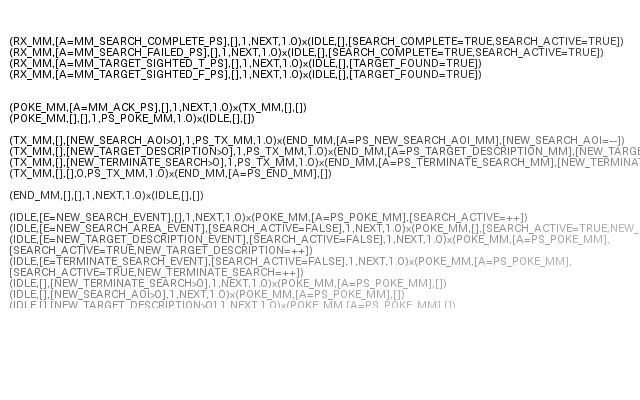 (RX_MM,[A=MM_SEARCH_COMPLETE_PS],[],1,NEXT,1.0)×(IDLE,[],[SEARCH_COMPLETE=TRUE,SEARCH_ACTIVE=TRUE])
(RX_MM,[A=MM_SEARCH_FAILED_PS],[],1,NEXT,1.0)×(IDLE,[],[SEARCH_COMPLETE=TRUE,SEARCH_ACTIVE=TRUE])
(RX_MM,[A=MM_TARGET_SIGHTED_T_PS],[],1,NEXT,1.0)×(IDLE,[],[TARGET_FOUND=TRUE])
(RX_MM,[A=MM_TARGET_SIGHTED_F_PS],[],1,NEXT,1.0)×(IDLE,[],[TARGET_FOUND=TRUE])
(POKE_MM,[A=MM_ACK_PS],[],1,NEXT,1.0)×(TX_MM,[],[])
(POKE_MM,[],[],1,PS_POKE_MM,1.0)×(IDLE,[],[])
(TX_MM,[],[NEW_SEARCH_AOI>0],1,PS_TX_MM,1.0)×(END_MM,[A=PS_NEW_SEARCH_AOI_MM],[NEW_SEARCH_AOI=--])
(TX_MM,[],[NEW_TARGET_DESCRIPTION>0],1,PS_TX_MM,1.0)×(END_MM,[A=PS_TARGET_DESCRIPTION_MM],[NEW_TARGE
(TX_MM,[],[NEW_TERMINATE_SEARCH>0],1,PS_TX_MM,1.0)×(END_MM,[A=PS_TERMINATE_SEARCH_MM],[NEW_TERMINATE
(TX_MM,[],[],0,PS_TX_MM,1.0)×(END_MM,[A=PS_END_MM],[])
(END_MM,[],[],1,NEXT,1.0)×(IDLE,[],[])
(IDLE,[E=NEW_SEARCH_EVENT],[],1,NEXT,1.0)×(POKE_MM,[A=PS_POKE_MM],[SEARCH_ACTIVE=++])
(IDLE,[E=NEW_SEARCH_AREA_EVENT],[SEARCH_ACTIVE=FALSE],1,NEXT,1.0)×(POKE_MM,[],[SEARCH_ACTIVE=TRUE,NEW_
(IDLE,[E=NEW_TARGET_DESCRIPTION_EVENT],[SEARCH_ACTIVE=FALSE],1,NEXT,1.0)×(POKE_MM,[A=PS_POKE_MM],
[SEARCH_ACTIVE=TRUE,NEW_TARGET_DESCRIPTION=++])
(IDLE,[E=TERMINATE_SEARCH_EVENT],[SEARCH_ACTIVE=FALSE],1,NEXT,1.0)×(POKE_MM,[A=PS_POKE_MM],
[SEARCH_ACTIVE=TRUE,NEW_TERMINATE_SEARCH=++])
(IDLE,[],[NEW_TERMINATE_SEARCH>0],1,NEXT,1.0)×(POKE_MM,[A=PS_POKE_MM],[])
(IDLE,[],[NEW_SEARCH_AOI>0],1,NEXT,1.0)×(POKE_MM,[A=PS_POKE_MM],[])
(IDLE,[],[NEW_TARGET_DESCRIPTION>0],1,NEXT,1.0)×(POKE_MM,[A=PS_POKE_MM],[])